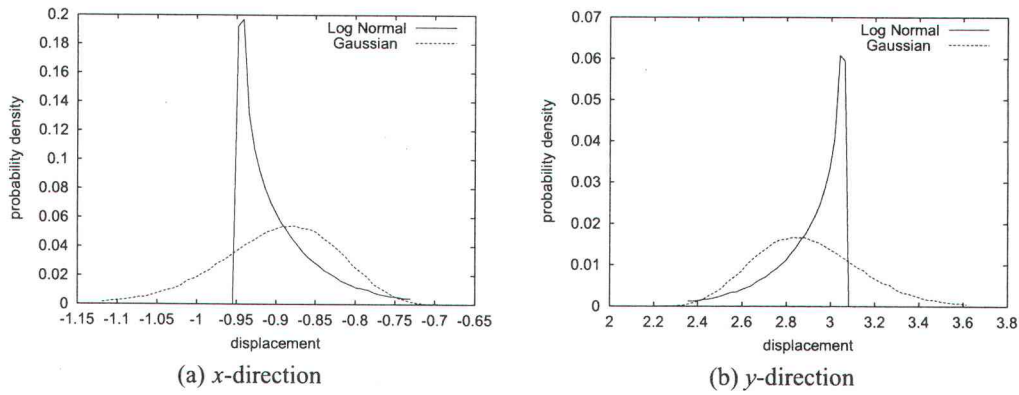 0.2
0.18
0.16
0.14
0.12
0.1
0.08
0.06
0.04
0.02
0
probability density
Log Normal
Gaussian
-1.15 -1.1 -1.05 -1 -0.95 -0.9 -0.85 -0.8 -0.75 -0.7 -0.65
displacement
(a) x-direction
0.07
0.06
0.05
0.04
0.03
0.02
0.01
0
probability density
Log Normal
Gaussian
2 2.2 2.4 2.6 2.8 3 3.2 3.4 3.6 3.8
displacement
(b) y-direction